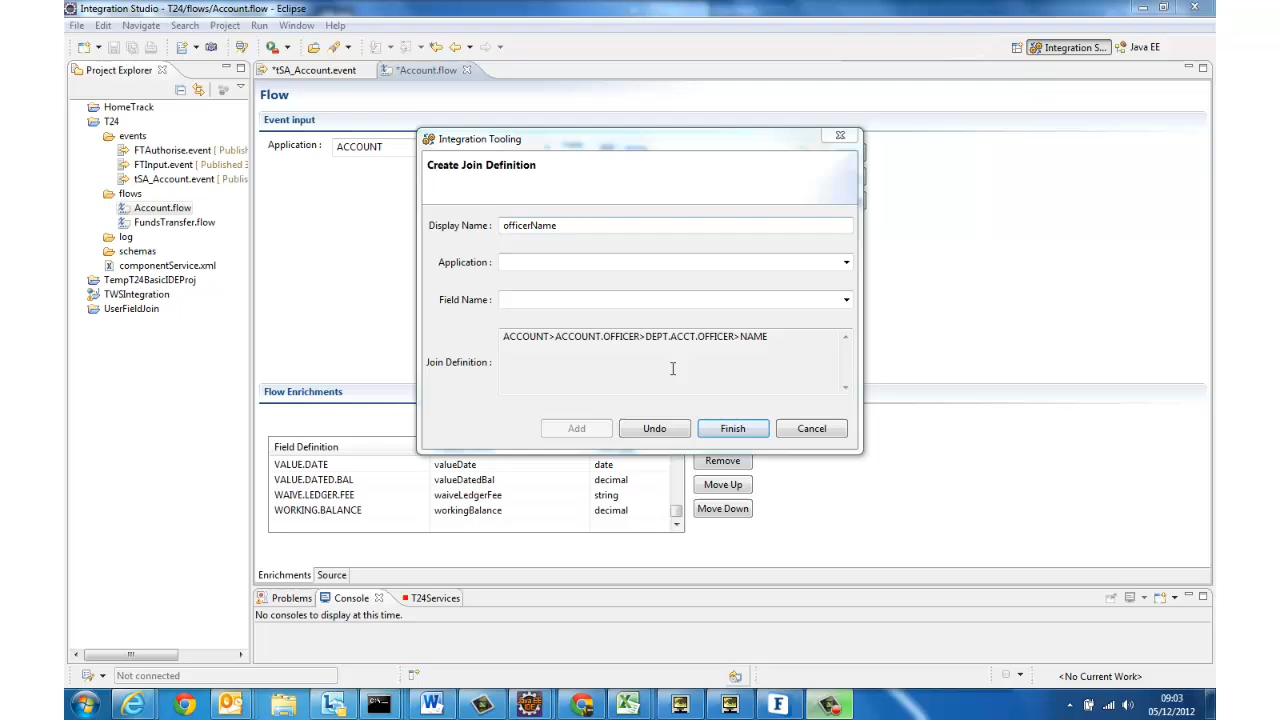 Integration Studio - T24/flows/Account.flow - Eclipse
File Edit Navigate Search Project Run Window Help
Integration S... Java EE
Project Explorer
*tSA_Account.event
*Account.flow
HomeTrack
T24
events
FTAuthorise.event [ Published
FTInput.event [ Published 3
tSA_Account.event [ Publis
flows
Account.flow
FundsTransfer.flow
log
schemas
componentService.xml
TempT24BasicIDEProj
TWSIntegration
UserFieldJoin
Flow
Event input
Application : ACCOUNT
Integration Tooling
Create Join Definition
Display Name : officerName
Application :
Field Name :
ACCOUNT>ACCOUNT.OFFICER>DEPT.ACCT.OFFICER>NAME
Join Definition :
Add Undo Finish Cancel
Flow Enrichments
Field Definition
VALUE.DATE valueDate date
VALUE.DATED.BAL valueDatedBal decimal
WAIVE.LEDGER.FEE waiveLedgerFee string
WORKING.BALANCE workingBalance decimal
Remove
Move Up
Move Down
Enrichments Source
Problems Console T24Services
No consoles to display at this time.
Not connected
<No Current Work>
09:03
05/12/2012